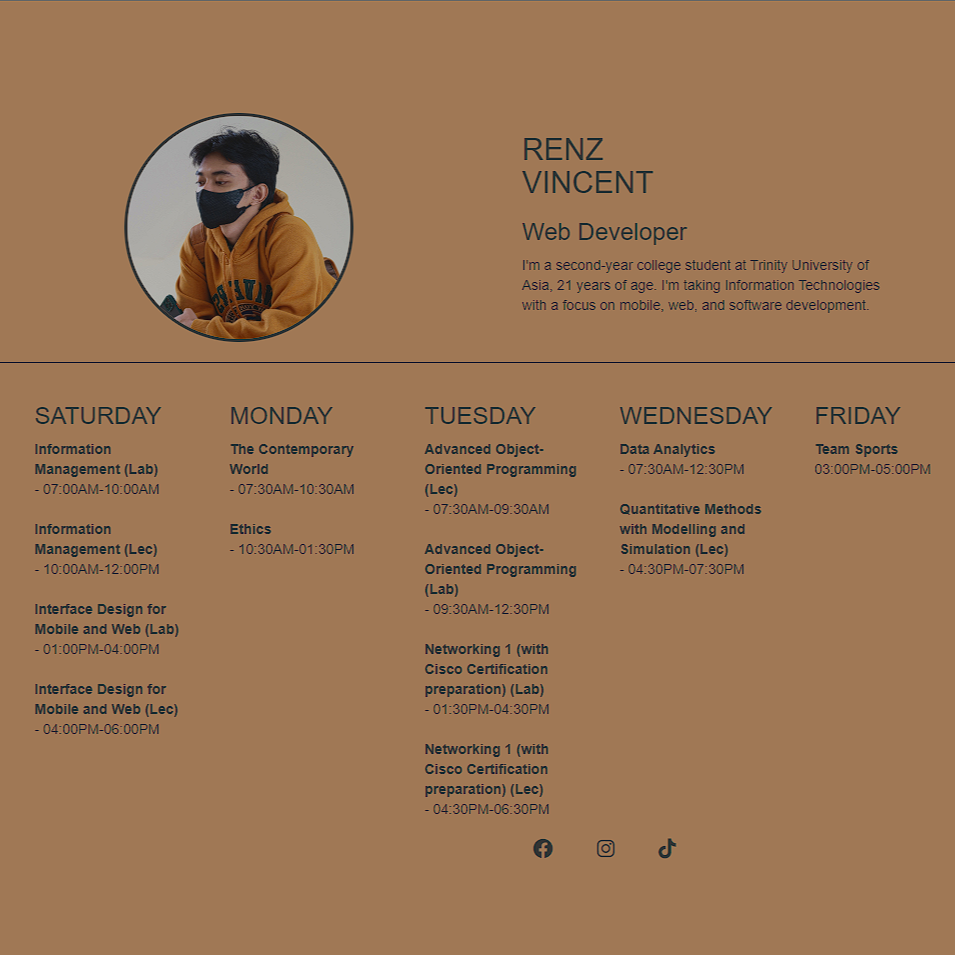 RENZ
VINCENT
Web Developer
I'm a second-year college student at Trinity University of
Asia, 21 years of age. I'm taking Information Technologies
with a focus on mobile, web, and software development.
SATURDAY
Information
Management (Lab)
- 07:00AM-10:00AM
Information
Management (Lec)
- 10:00AM-12:00PM
Interface Design for
Mobile and Web (Lab)
- 01:00PM-04:00PM
Interface Design for
Mobile and Web (Lec)
- 04:00PM-06:00PM
MONDAY
The Contemporary
World
- 07:30AM-10:30AM
Ethics
- 10:30AM-01:30PM
TUESDAY
Advanced Object-
Oriented Programming
(Lec)
- 07:30AM-09:30AM
Advanced Object-
Oriented Programming
(Lab)
- 09:30AM-12:30PM
Networking 1 (with
Cisco Certification
preparation) (Lab)
- 01:30PM-04:30PM
Networking 1 (with
Cisco Certification
preparation) (Lec)
- 04:30PM-06:30PM
WEDNESDAY
Data Analytics
- 07:30AM-12:30PM
Quantitative Methods
with Modelling and
Simulation (Lec)
- 04:30PM-07:30PM
FRIDAY
Team Sports
03:00PM-05:00PM